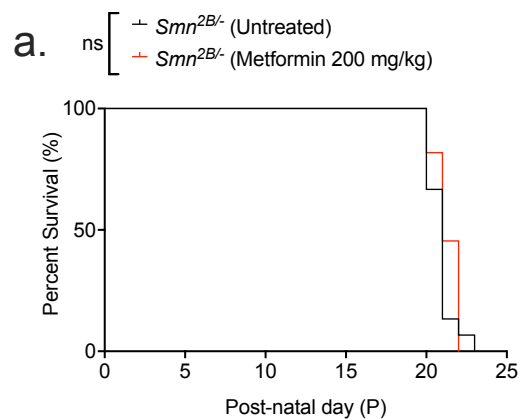 a.
ns
Smn2B/- (Untreated)
Smn2B/- (Metformin 200 mg/kg)
Percent Survival (%)
100
50
0
0 5 10 15 20 25
Post-natal day (P)